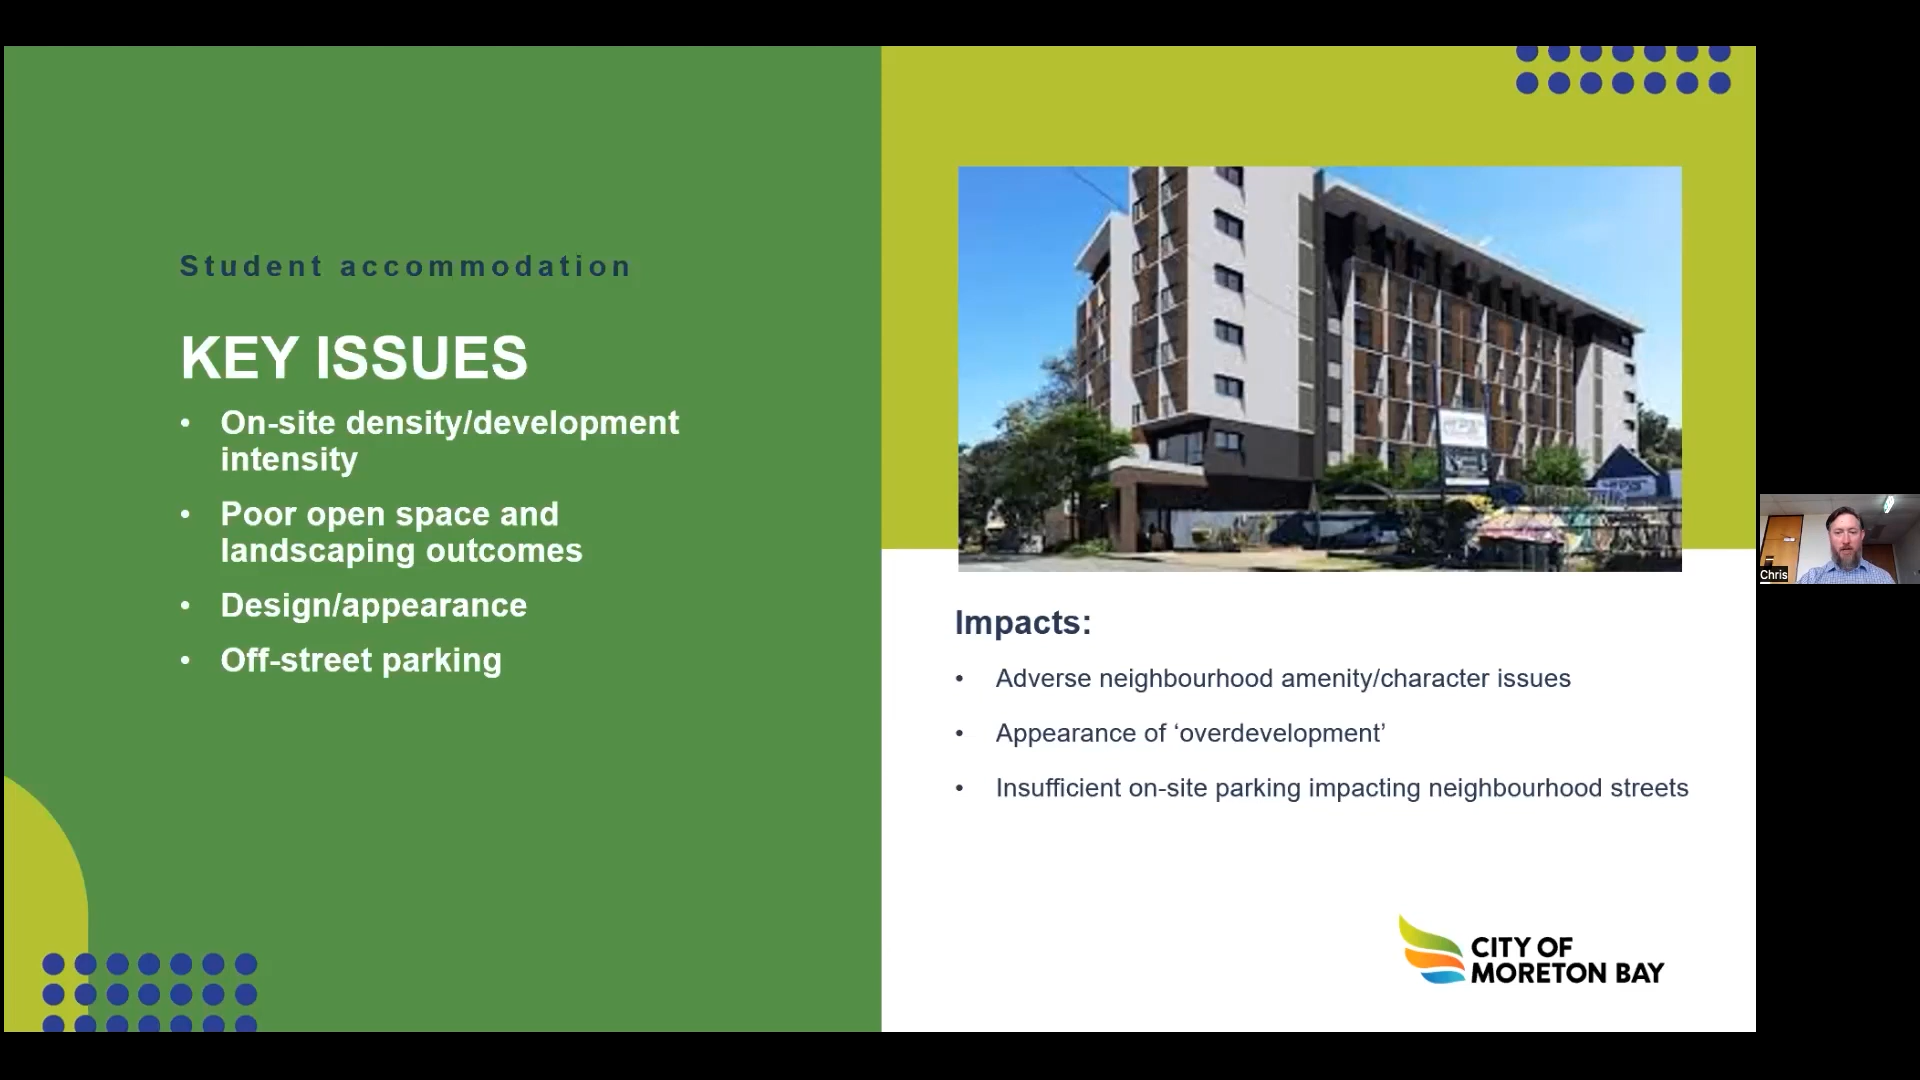 Student accommodation
KEY ISSUES
• On-site density/development
intensity
• Poor open space and
landscaping outcomes
• Design/appearance
• Off-street parking
Impacts:
• Adverse neighbourhood amenity/character issues
• Appearance of ‘overdevelopment’
• Insufficient on-site parking impacting neighbourhood streets
CITY OF
MORETON BAY
Chris